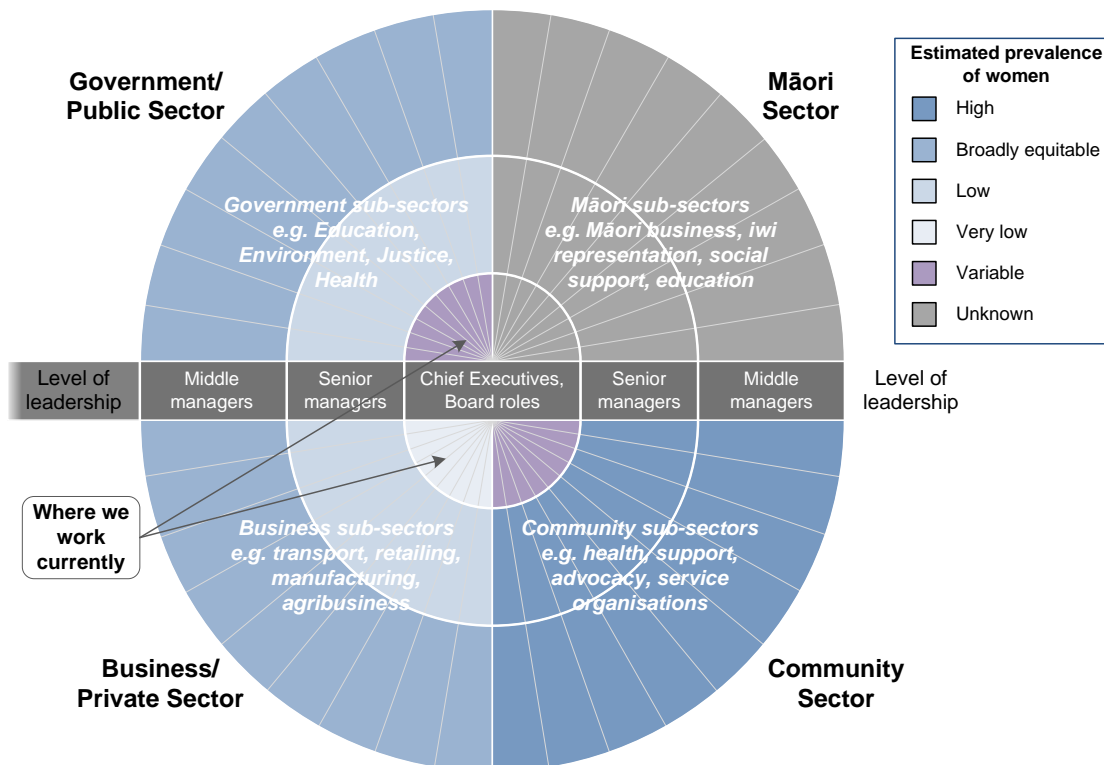 Government/
Public Sector
Māori
Sector
Estimated prevalence
of women
High
Broadly equitable
Low
Very low
Variable
Unknown
Government sub-sectors
e.g. Education,
Environment, Justice,
Health
Māori sub-sectors
e.g. Māori business, iwi
representation, social
support, education
Level of
leadership
Middle
managers
Senior
managers
Chief Executives,
Board roles
Senior
managers
Middle
managers
Level of
leadership
Where we
work
currently
Business sub-sectors
e.g. transport, retailing,
manufacturing,
agribusiness
Community sub-sectors
e.g. health, support,
advocacy, service
organisations
Business/
Private Sector
Community
Sector